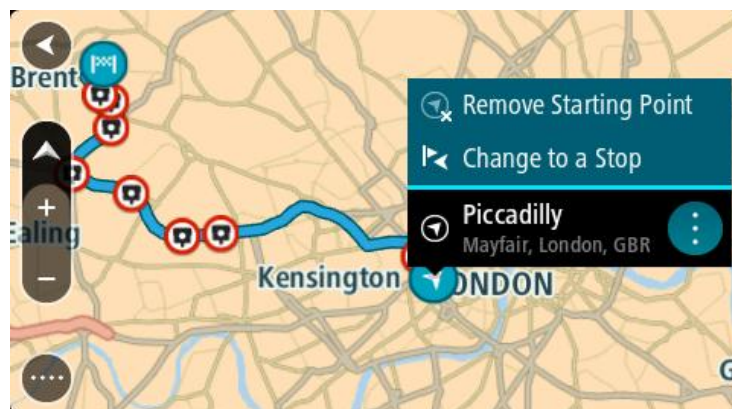 Brent
Remove Starting Point
Change to a Stop
Piccadilly
Mayfair, London, GBR
Ealing
Kensington
ONDON
G